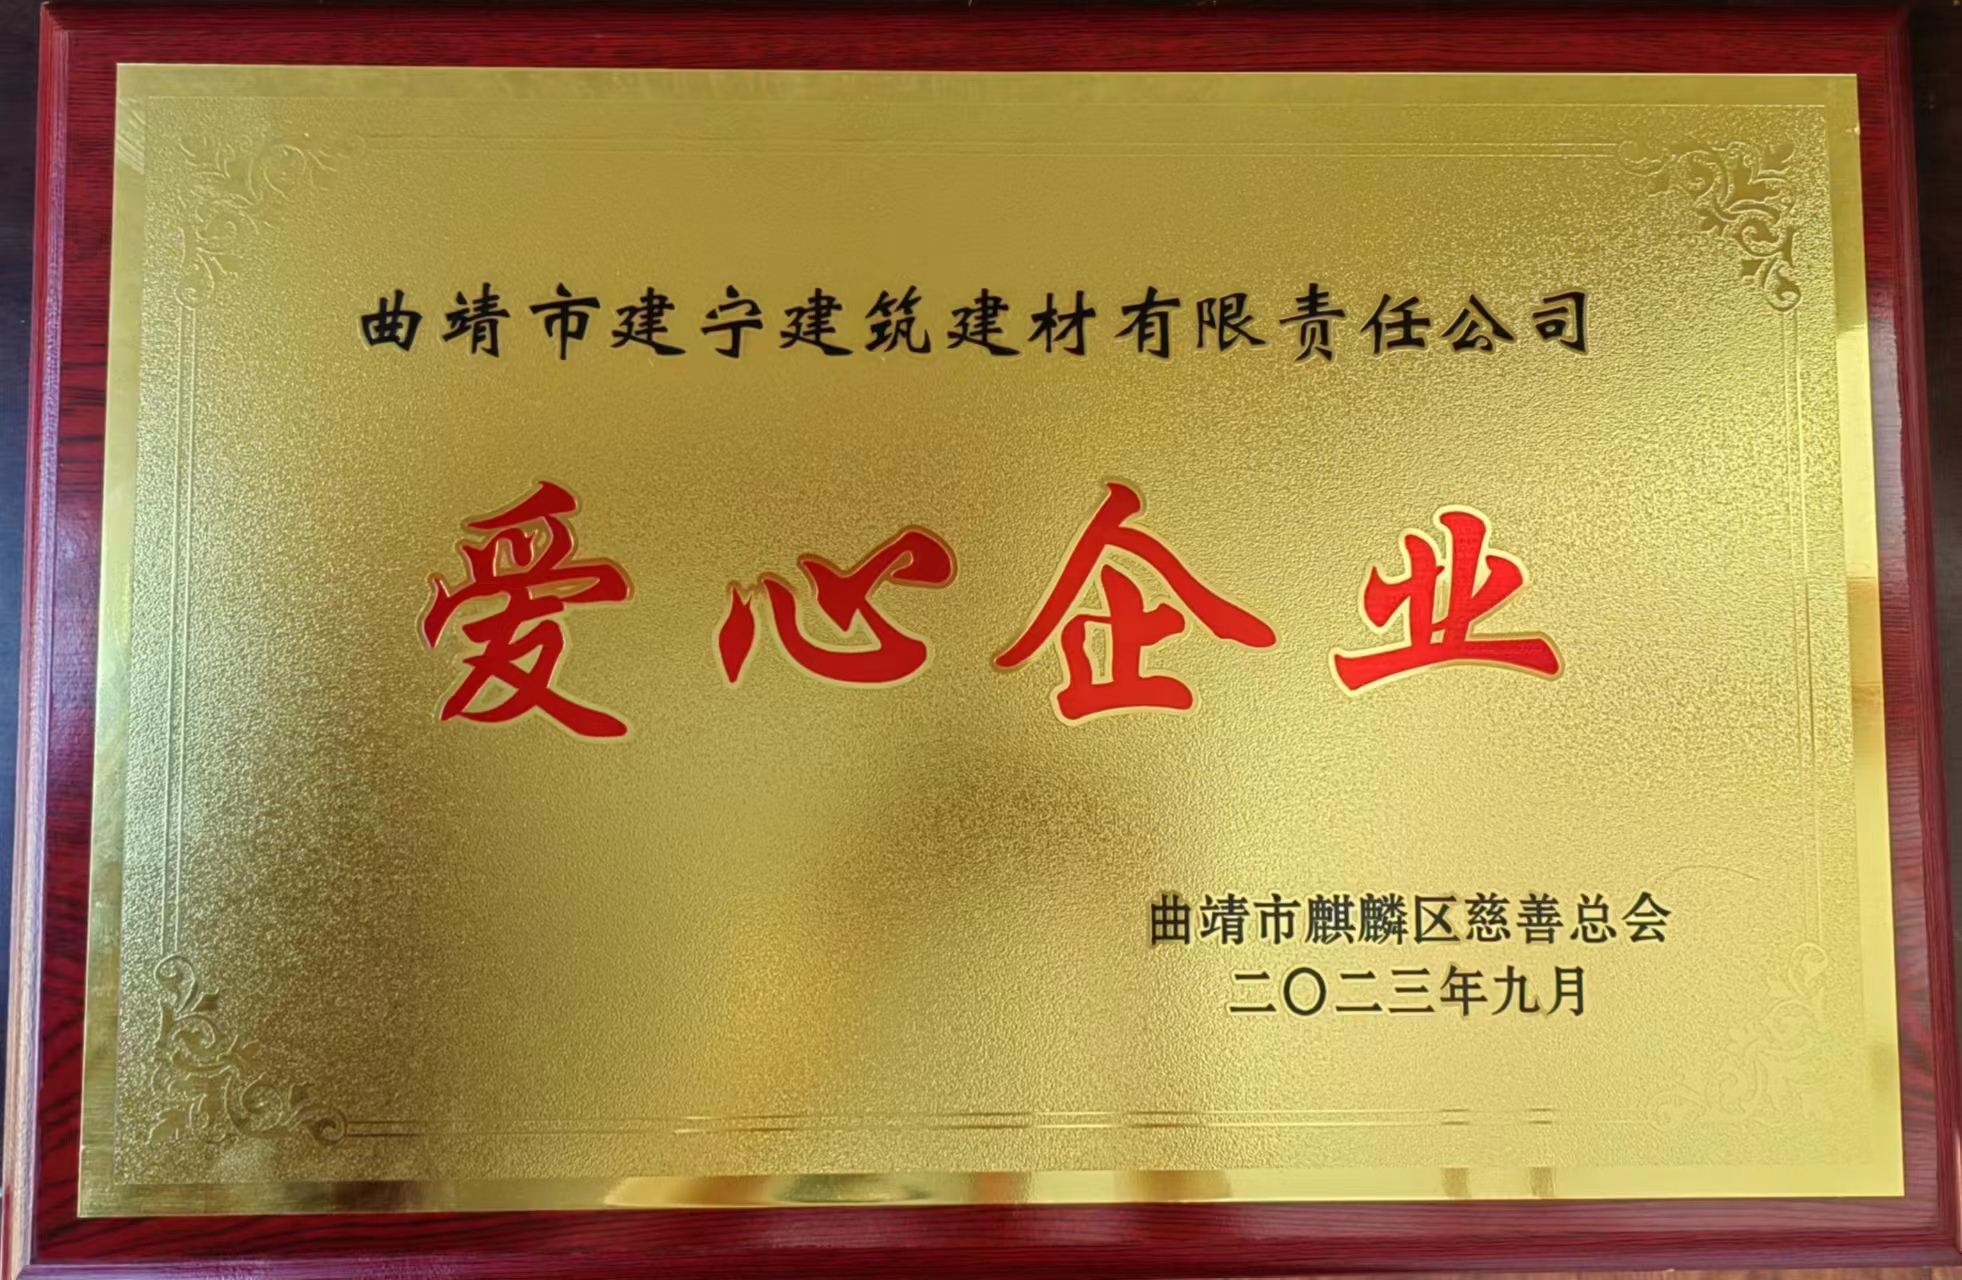 曲靖市建宁建筑建材有限责任公司
爱心企业
曲靖市麒麟区慈善总会
二〇二三年九月